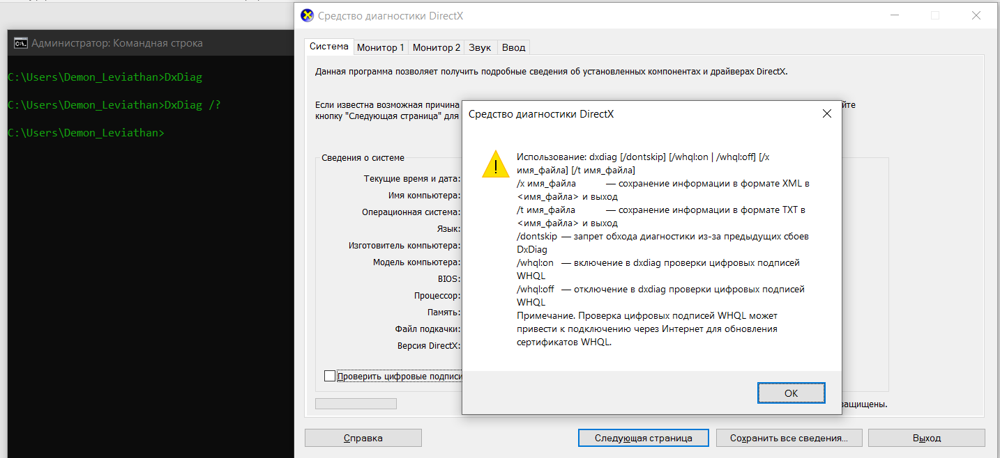 Средство диагностики DirectX
Администратор: Командная строка
C:\Users\Demon_Leviathan>DxDiag
C:\Users\Demon_Leviathan>DxDiag /?
C:\Users\Demon_Leviathan>
Система
Монитор 1
Монитор 2
Звук
Ввод
Данная программа позволяет получить подробные сведения об установленных компонентах и драйверах DirectX.
Если известна возможная причина
кнопку "Следующая страница" для
Сведения о системе
Текущие время и дата:
Имя компьютера:
Операционная система:
Язык:
Изготовитель компьютера:
Модель компьютера:
BIOS:
Процессор:
Память:
Файл подкачки:
Версия DirectX:
Проверить цифровые подписи
Средство диагностики DirectX
Использование: dxdiag [/dontskip] [/whql:on | /whql:off] [/x
имя_файла] [/t имя_файла]
/x имя_файла — сохранение информации в формате XML в
<имя_файла> и выход
/t имя_файла — сохранение информации в формате TXT в
<имя_файла> и выход
/dontskip — запрет обхода диагностики из-за предыдущих сбоев
DxDiag
/whql:on — включение в dxdiag проверки цифровых подписей
WHQL
/whql:off — отключение в dxdiag проверки цифровых подписей
WHQL
Примечание. Проверка цифровых подписей WHQL может
привести к подключению через Интернет для обновления
сертификатов WHQL.
OK
Справка
Следующая страница
Сохранить все сведения...
Выход